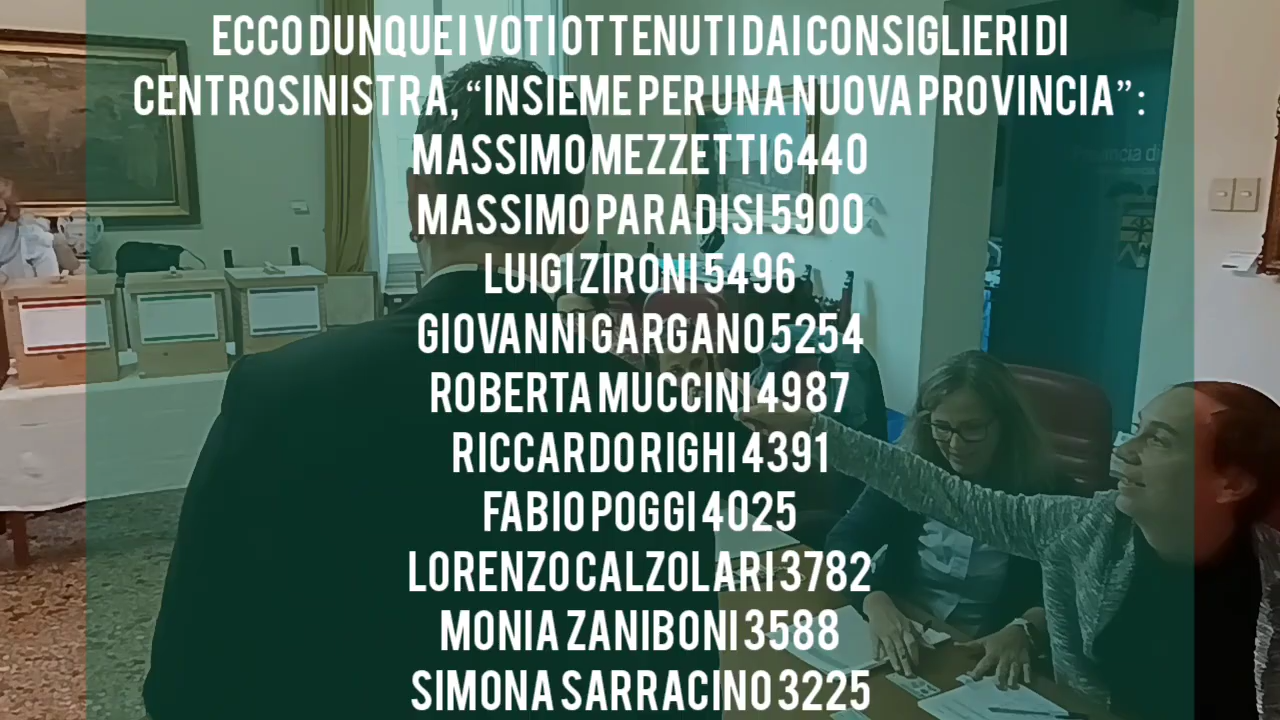 ECCO DUNQUE I VOTI OTTENUTI DAI CONSIGLIERI DI
CENTROSINISTRA, “INSIEME PER UNA NUOVA PROVINCIA”:
MASSIMO MEZZETTI 6440
MASSIMO PARADISI 5900
LUIGI ZIRONI 5496
GIOVANNI GARGANO 5254
ROBERTA MUCCINI 4987
RICCARDO RIGHI 4391
FABIO POGGI 4025
LORENZO CALZOLARI 3782
MONIA ZANIBONI 3588
SIMONA SARRACINO 3225